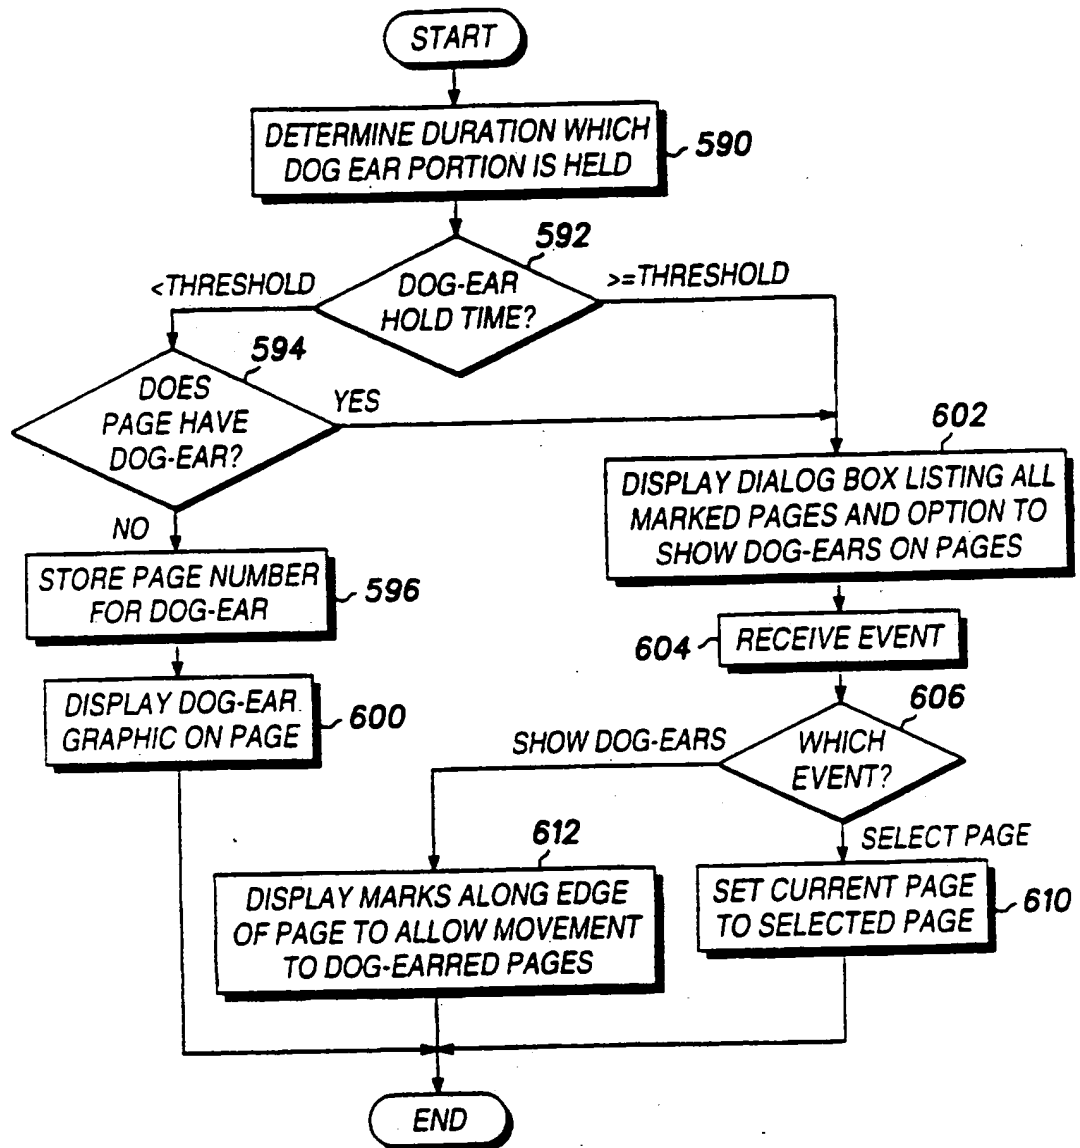 START
DETERMINE DURATION WHICH
DOG EAR PORTION IS HELD
590
592
<THRESHOLD
DOG-EAR
HOLD TIME?
>=THRESHOLD
594
DOES
PAGE HAVE
DOG-EAR?
YES
NO
602
DISPLAY DIALOG BOX LISTING ALL
MARKED PAGES AND OPTION TO
SHOW DOG-EARS ON PAGES
STORE PAGE NUMBER
FOR DOG-EAR
596
604
RECEIVE EVENT
DISPLAY DOG-EAR
GRAPHIC ON PAGE
600
606
SHOW DOG-EARS
WHICH
EVENT?
SELECT PAGE
612
DISPLAY MARKS ALONG EDGE
OF PAGE TO ALLOW MOVEMENT
TO DOG-EARRED PAGES
SET CURRENT PAGE
TO SELECTED PAGE
610
END